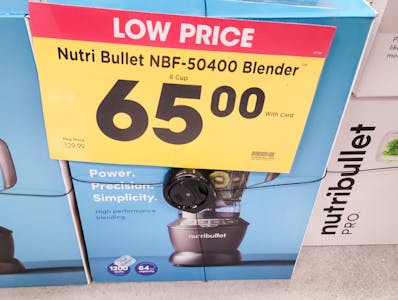 LOW PRICE
Nutri Bullet NBF-50400 Blender
6 Cup
65.00
With Card
Reg Price
129.99
Power.
Precision.
Simplicity.
High performance
blending.
nutribullet
1200
64
nutribullet
PRO.